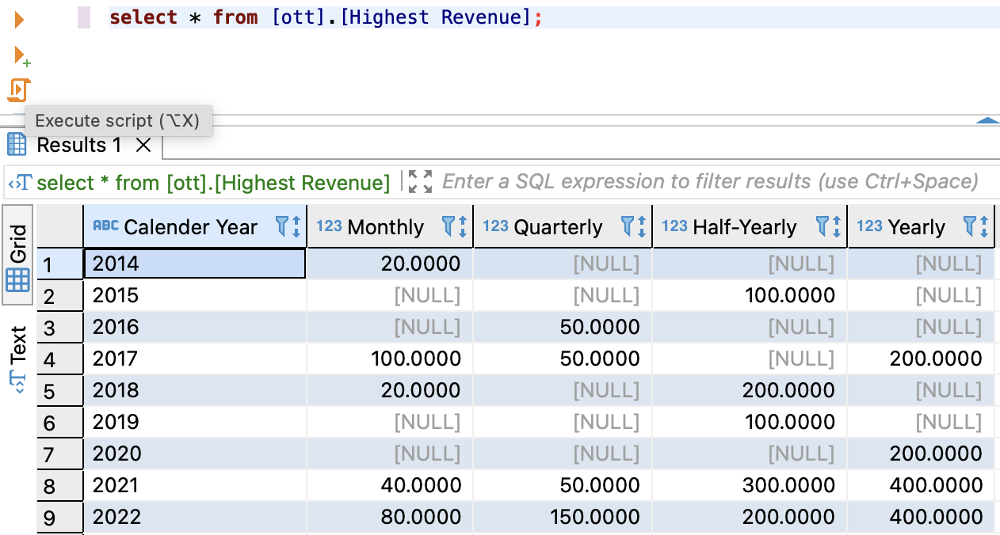 select * from [ott].[Highest Revenue];
Execute script (⌥X)
Results 1 ×
select * from [ott].[Highest Revenue] Enter a SQL expression to filter results (use Ctrl+Space)
Grid
Text
ABC Calender Year 123 Monthly 123 Quarterly 123 Half-Yearly 123 Yearly
1 2014 20.0000 [NULL] [NULL] [NULL]
2 2015 [NULL] [NULL] 100.0000 [NULL]
3 2016 [NULL] 50.0000 [NULL] [NULL]
4 2017 100.0000 50.0000 [NULL] 200.0000
5 2018 20.0000 [NULL] 200.0000 [NULL]
6 2019 [NULL] [NULL] 100.0000 [NULL]
7 2020 [NULL] [NULL] [NULL] 200.0000
8 2021 40.0000 50.0000 300.0000 400.0000
9 2022 80.0000 150.0000 200.0000 400.0000